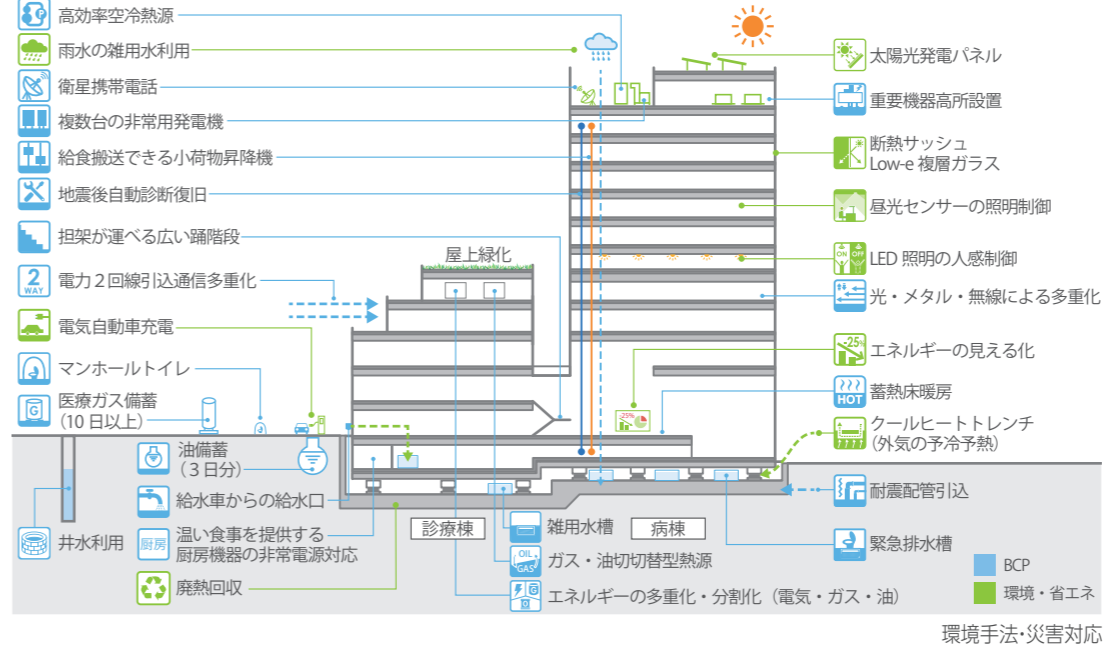 高効率空冷熱源
雨水の雑用水利用
衛星携帯電話
複数台の非常用発電機
給食搬送できる小荷物昇降機
地震後自動診断復旧
担架が運べる広い踊階段
2
WAY
電力2回線引込通信多重化
電気自動車充電
マンホールトイレ
G
医療ガス備蓄
(10日以上)
屋上緑化
太陽光発電パネル
重要機器高所設置
断熱サッシュ
Low-e 複層ガラス
昼光センサーの照明制御
ON OFF
LED 照明の人感制御
光・メタル・無線による多重化
-25%
エネルギーの見える化
-25%
HOT
蓄熱床暖房
クールヒートトレンチ
(外気の予冷予熱)
油備蓄
(3日分)
給水車からの給水口
井水利用
厨房
温い食事を提供する
厨房機器の非常電源対応
廃熱回収
診療棟
病棟
雑用水槽
OIL
GAS
ガス・油切切替型熱源
G
エネルギーの多重化・分割化(電気・ガス・油)
耐震配管引込
緊急排水槽
BCP
環境・省エネ
環境手法・災害対応